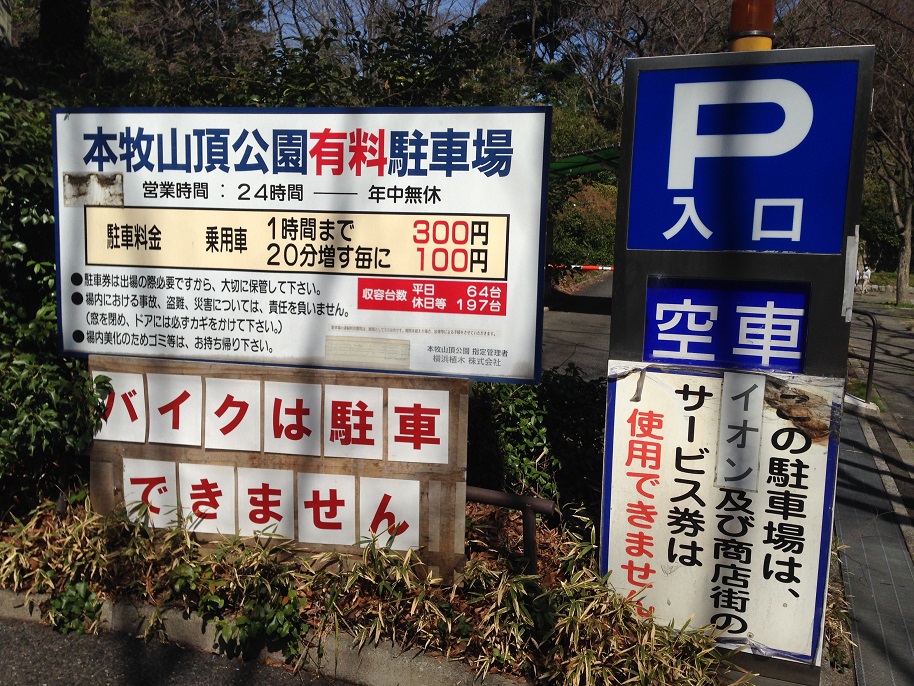 本牧山頂公園有料駐車場
営業時間：24時間 ── 年中無休
駐車料金　乗用車　1時間まで　300円
20分増す毎に　100円
●駐車券は出場の際必要ですから、大切に保管して下さい。
●場内における事故、盗難、災害については、責任を負いません。
（窓を閉め、ドアには必ずカギをかけて下さい。）
●場内美化のためゴミ等は、お持ち帰り下さい。
収容台数　平日　64台
休日等　197台
本牧山頂公園 指定管理者
横浜植木 株式会社
バイクは駐車
できません
P
入口
空車
この駐車場は、
イオン及び商店街の
サービス券は
使用できません